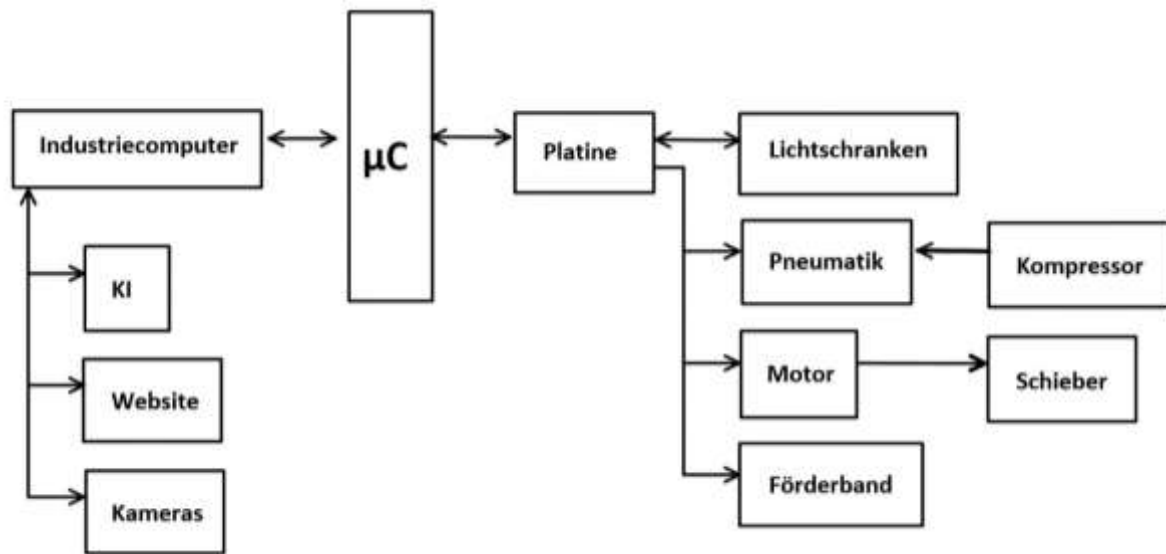 Industriecomputer
µC
Platine
Lichtschranken
KI
Pneumatik
Kompressor
Website
Motor
Schieber
Kameras
Förderband